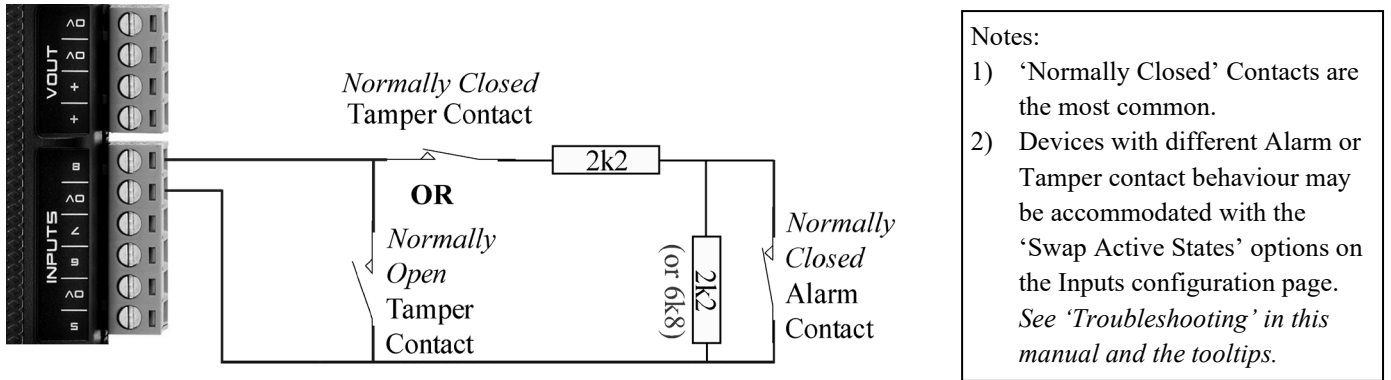 VOUT
0V
0V
+
+
INPUTS
8
0V
7
6
0V
5
Normally Closed
Tamper Contact
OR
2k2
Normally
Open
Tamper
Contact
2k2
(or 6k8)
Normally
Closed
Alarm
Contact
Notes:
1) ‘Normally Closed’ Contacts are
the most common.
2) Devices with different Alarm or
Tamper contact behaviour may
be accommodated with the
‘Swap Active States’ options on
the Inputs configuration page.
See ‘Troubleshooting’ in this
manual and the tooltips.